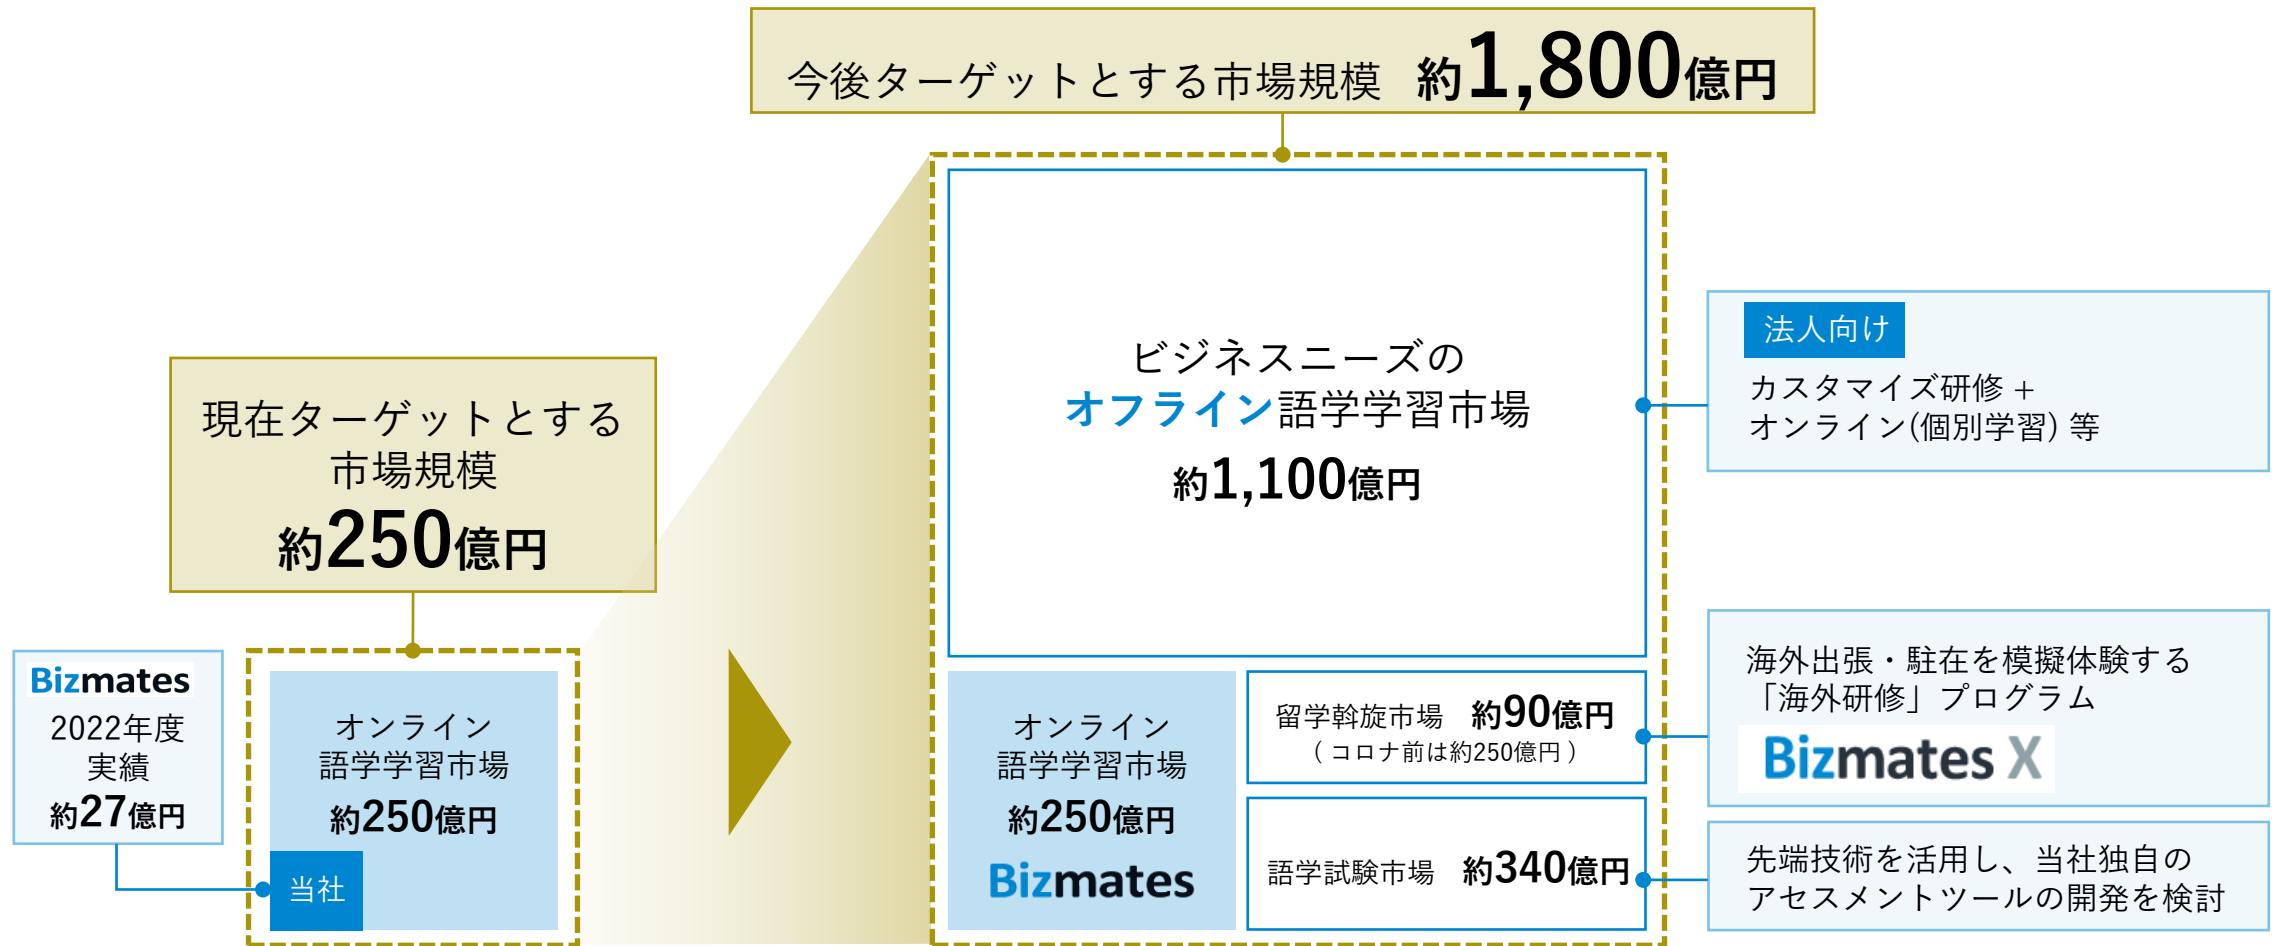 今後ターゲットとする市場規模 約1,800億円
現在ターゲットとする
市場規模
約250億円
Bizmates
2022年度
実績
約27億円
オンライン
語学学習市場
約250億円
当社
ビジネスニーズの
オフライン語学学習市場
約1,100億円
オンライン
語学学習市場
約250億円
Bizmates
留学斡旋市場 約90億円
( コロナ前は約250億円 )
語学試験市場 約340億円
法人向け
カスタマイズ研修 +
オンライン(個別学習) 等
海外出張・駐在を模擬体験する
「海外研修」プログラム
Bizmates X
先端技術を活用し、当社独自の
アセスメントツールの開発を検討